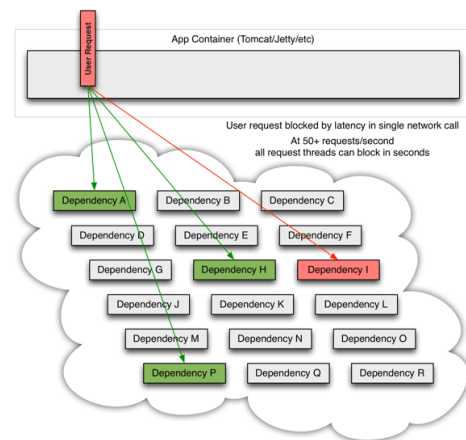 App Container (Tomcat/Jetty/etc)
User Request
User request blocked by latency in single network call
At 50+ requests/second
all request threads can block in seconds
Dependency A
Dependency B
Dependency C
Dependency D
Dependency E
Dependency F
Dependency G
Dependency H
Dependency I
Dependency J
Dependency K
Dependency L
Dependency M
Dependency N
Dependency O
Dependency P
Dependency Q
Dependency R